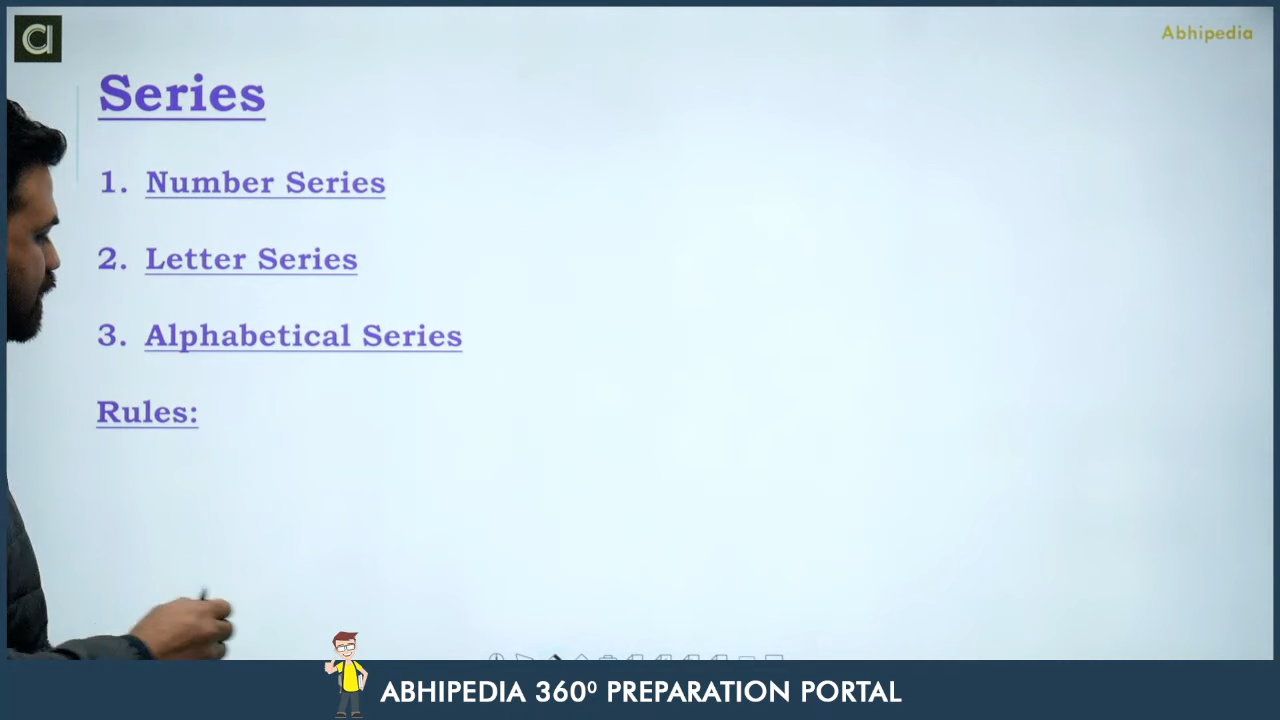 Abhipedia
Series
1. Number Series
2. Letter Series
3. Alphabetical Series
Rules:
ABHIPEDIA 360⁰ PREPARATION PORTAL